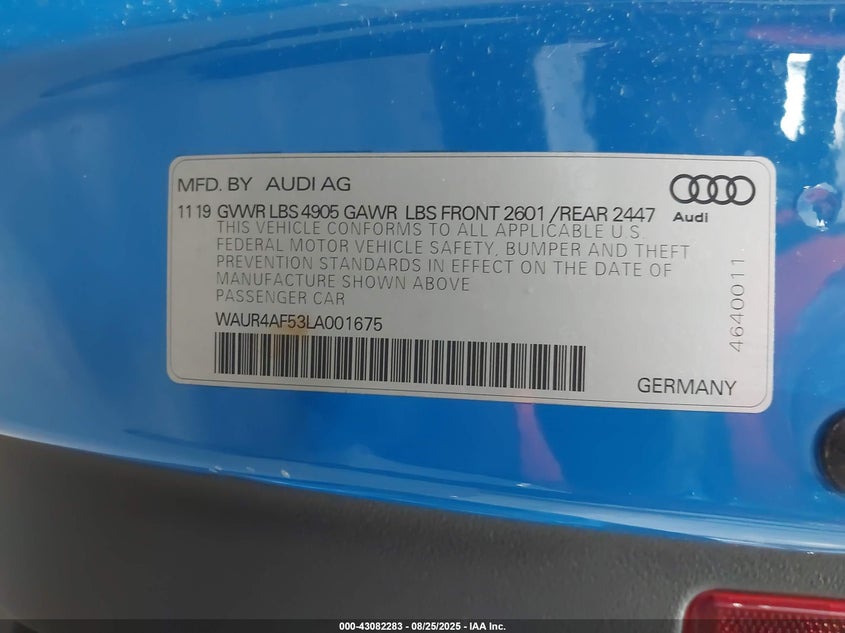 MFD. BY AUDI AG
Audi
11 19 GVWR LBS 4905 GAWR LBS FRONT 2601 /REAR 2447
THIS VEHICLE CONFORMS TO ALL APPLICABLE U.S.
FEDERAL MOTOR VEHICLE SAFETY, BUMPER AND THEFT
PREVENTION STANDARDS IN EFFECT ON THE DATE OF
MANUFACTURE SHOWN ABOVE
PASSENGER CAR
WAUR4AF53LA001675
4640011
GERMANY
000-43082283 - 08/25/2025 - IAA Inc.